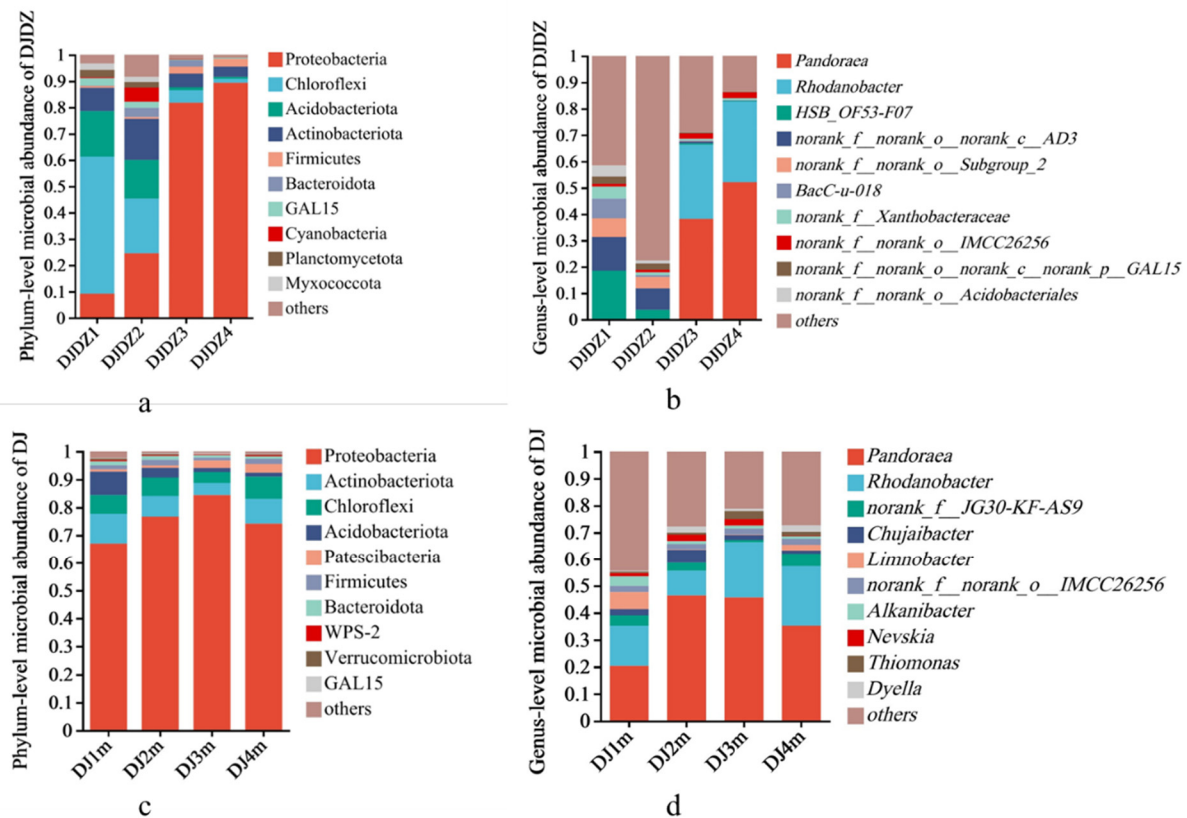 Phylum-level microbial abundance of DJDZ
1
0.9
0.8
0.7
0.6
0.5
0.4
0.3
0.2
0.1
0
DJDZ1
DJDZ2
DJDZ3
DJDZ4
Proteobacteria
Chloroflexi
Acidobacteriota
Actinobacteriota
Firmicutes
Bacteroidota
GAL15
Cyanobacteria
Planctomycetota
Myxococcota
others
a
Genus-level microbial abundance of DJDZ
1
0.9
0.8
0.7
0.6
0.5
0.4
0.3
0.2
0.1
0
DJDZ1
DJDZ2
DJDZ3
DJDZ4
Pandoraea
Rhodanobacter
HSB_OF53-F07
norank_f__norank_o__norank_c__AD3
norank_f__norank_o__Subgroup_2
BacC-u-018
norank_f__Xanthobacteraceae
norank_f__norank_o__IMCC26256
norank_f__norank_o__norank_c__norank_p__GAL15
norank_f__norank_o__Acidobacteriales
others
b
Phylum-level microbial abundance of DJ
1
0.9
0.8
0.7
0.6
0.5
0.4
0.3
0.2
0.1
0
DJ1m
DJ2m
DJ3m
DJ4m
Proteobacteria
Actinobacteriota
Chloroflexi
Acidobacteriota
Patescibacteria
Firmicutes
Bacteroidota
WPS-2
Verrucomicrobiota
GAL15
others
c
Genus-level microbial abundance of DJ
1
0.9
0.8
0.7
0.6
0.5
0.4
0.3
0.2
0.1
0
DJ1m
DJ2m
DJ3m
DJ4m
Pandoraea
Rhodanobacter
norank_f__JG30-KF-AS9
Chujaibacter
Limnobacter
norank_f__norank_o__IMCC26256
Alkanibacter
Nevskia
Thiomonas
Dyella
others
d